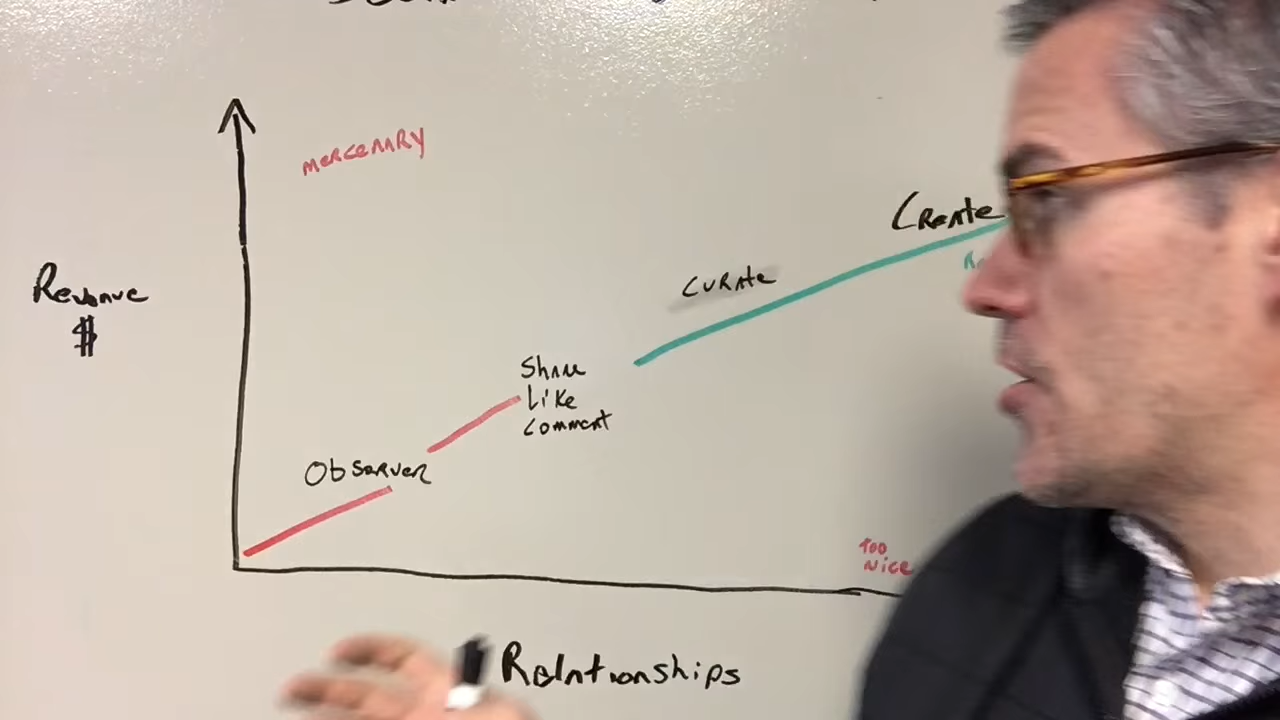 MERCENARY
Create
Curate
Revenue
$
Share
Like
Comment
Observer
Too
Nice
Relationships